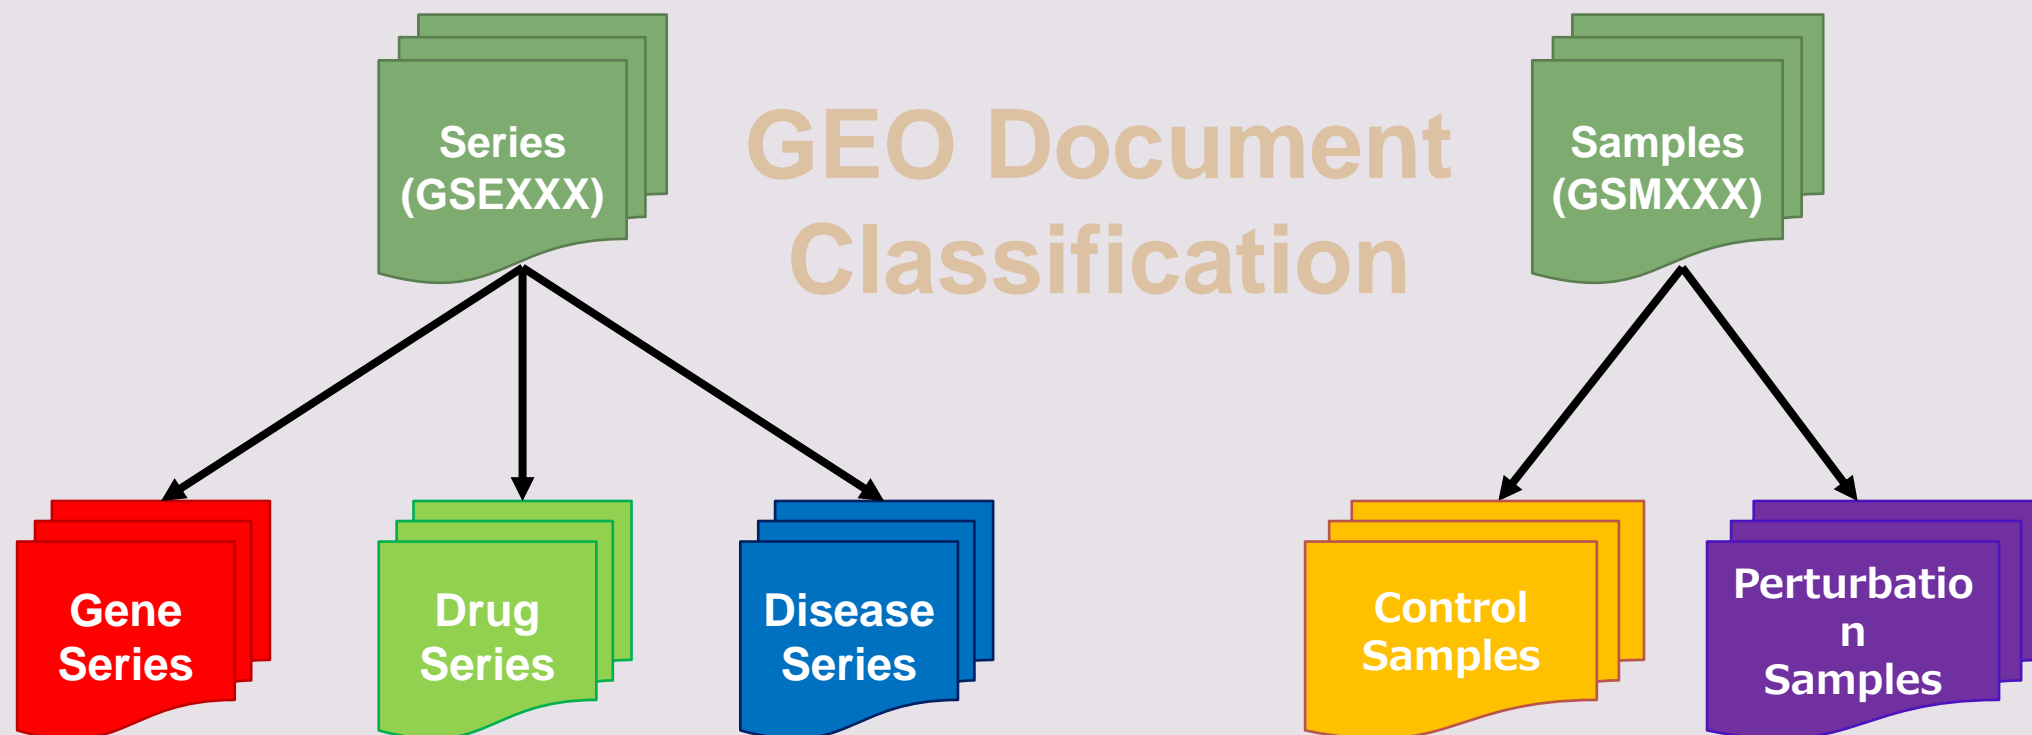 Series
(GSEXXX)
GEO Document
Classification
Samples
(GSMXXX)
Gene
Series
Drug
Series
Disease
Series
Control
Samples
Perturbatio
n
Samples